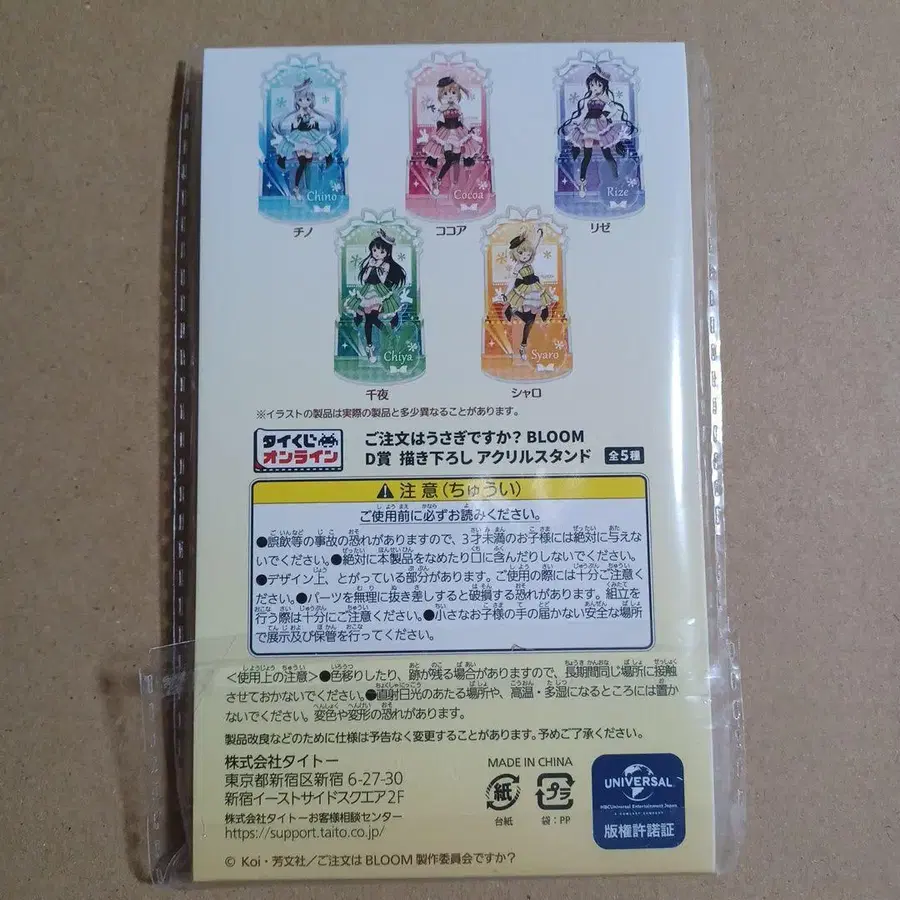 Chino
Cocoa
Rize
チノ
ココア
リゼ
Chiya
Syaro
千夜
シャロ
※イラストの製品は実際の製品と多少異なることがあります。
タイくじ
オンライン
ご注文はうさぎですか? BLOOM
D賞 描き下ろし アクリルスタンド 全5種
注意(ちゅうい)
ご使用前に必ずお読みください。
●誤飲等の事故の恐れがありますので、3才未満のお子様には絶対に与えな
いでください。●絶対に本製品をなめたり口に含んだりしないでください。
●デザイン上、とがっている部分があります。ご使用の際には十分ご注意くだ
さい。●パーツを無理に抜き差しすると破損する恐れがあります。組立を
行う際は十分にご注意ください。●小さなお子様の手の届かない安全な場所
で展示及び保管を行ってください。
<使用上の注意>●色移りしたり、跡が残る場合がありますので、長期間同じ場所に接触
させておかないでください。●直射日光のあたる場所や、高温・多湿になるところには置か
ないでください。変色や変形の恐れがあります。
製品改良などのために仕様は予告なく変更することがあります。予めご了承ください。
株式会社タイトー
東京都新宿区新宿 6-27-30
新宿イーストサイドスクエア2F
株式会社タイトーお客様相談センター
https://support.taito.co.jp/
MADE IN CHINA
紙
プラ
台紙
袋:PP
UNIVERSAL
NBCUniversal Entertainment Japan
A COMCAST COMPANY
版権許諾証
© Koi・芳文社/ご注文は BLOOM 製作委員会ですか?